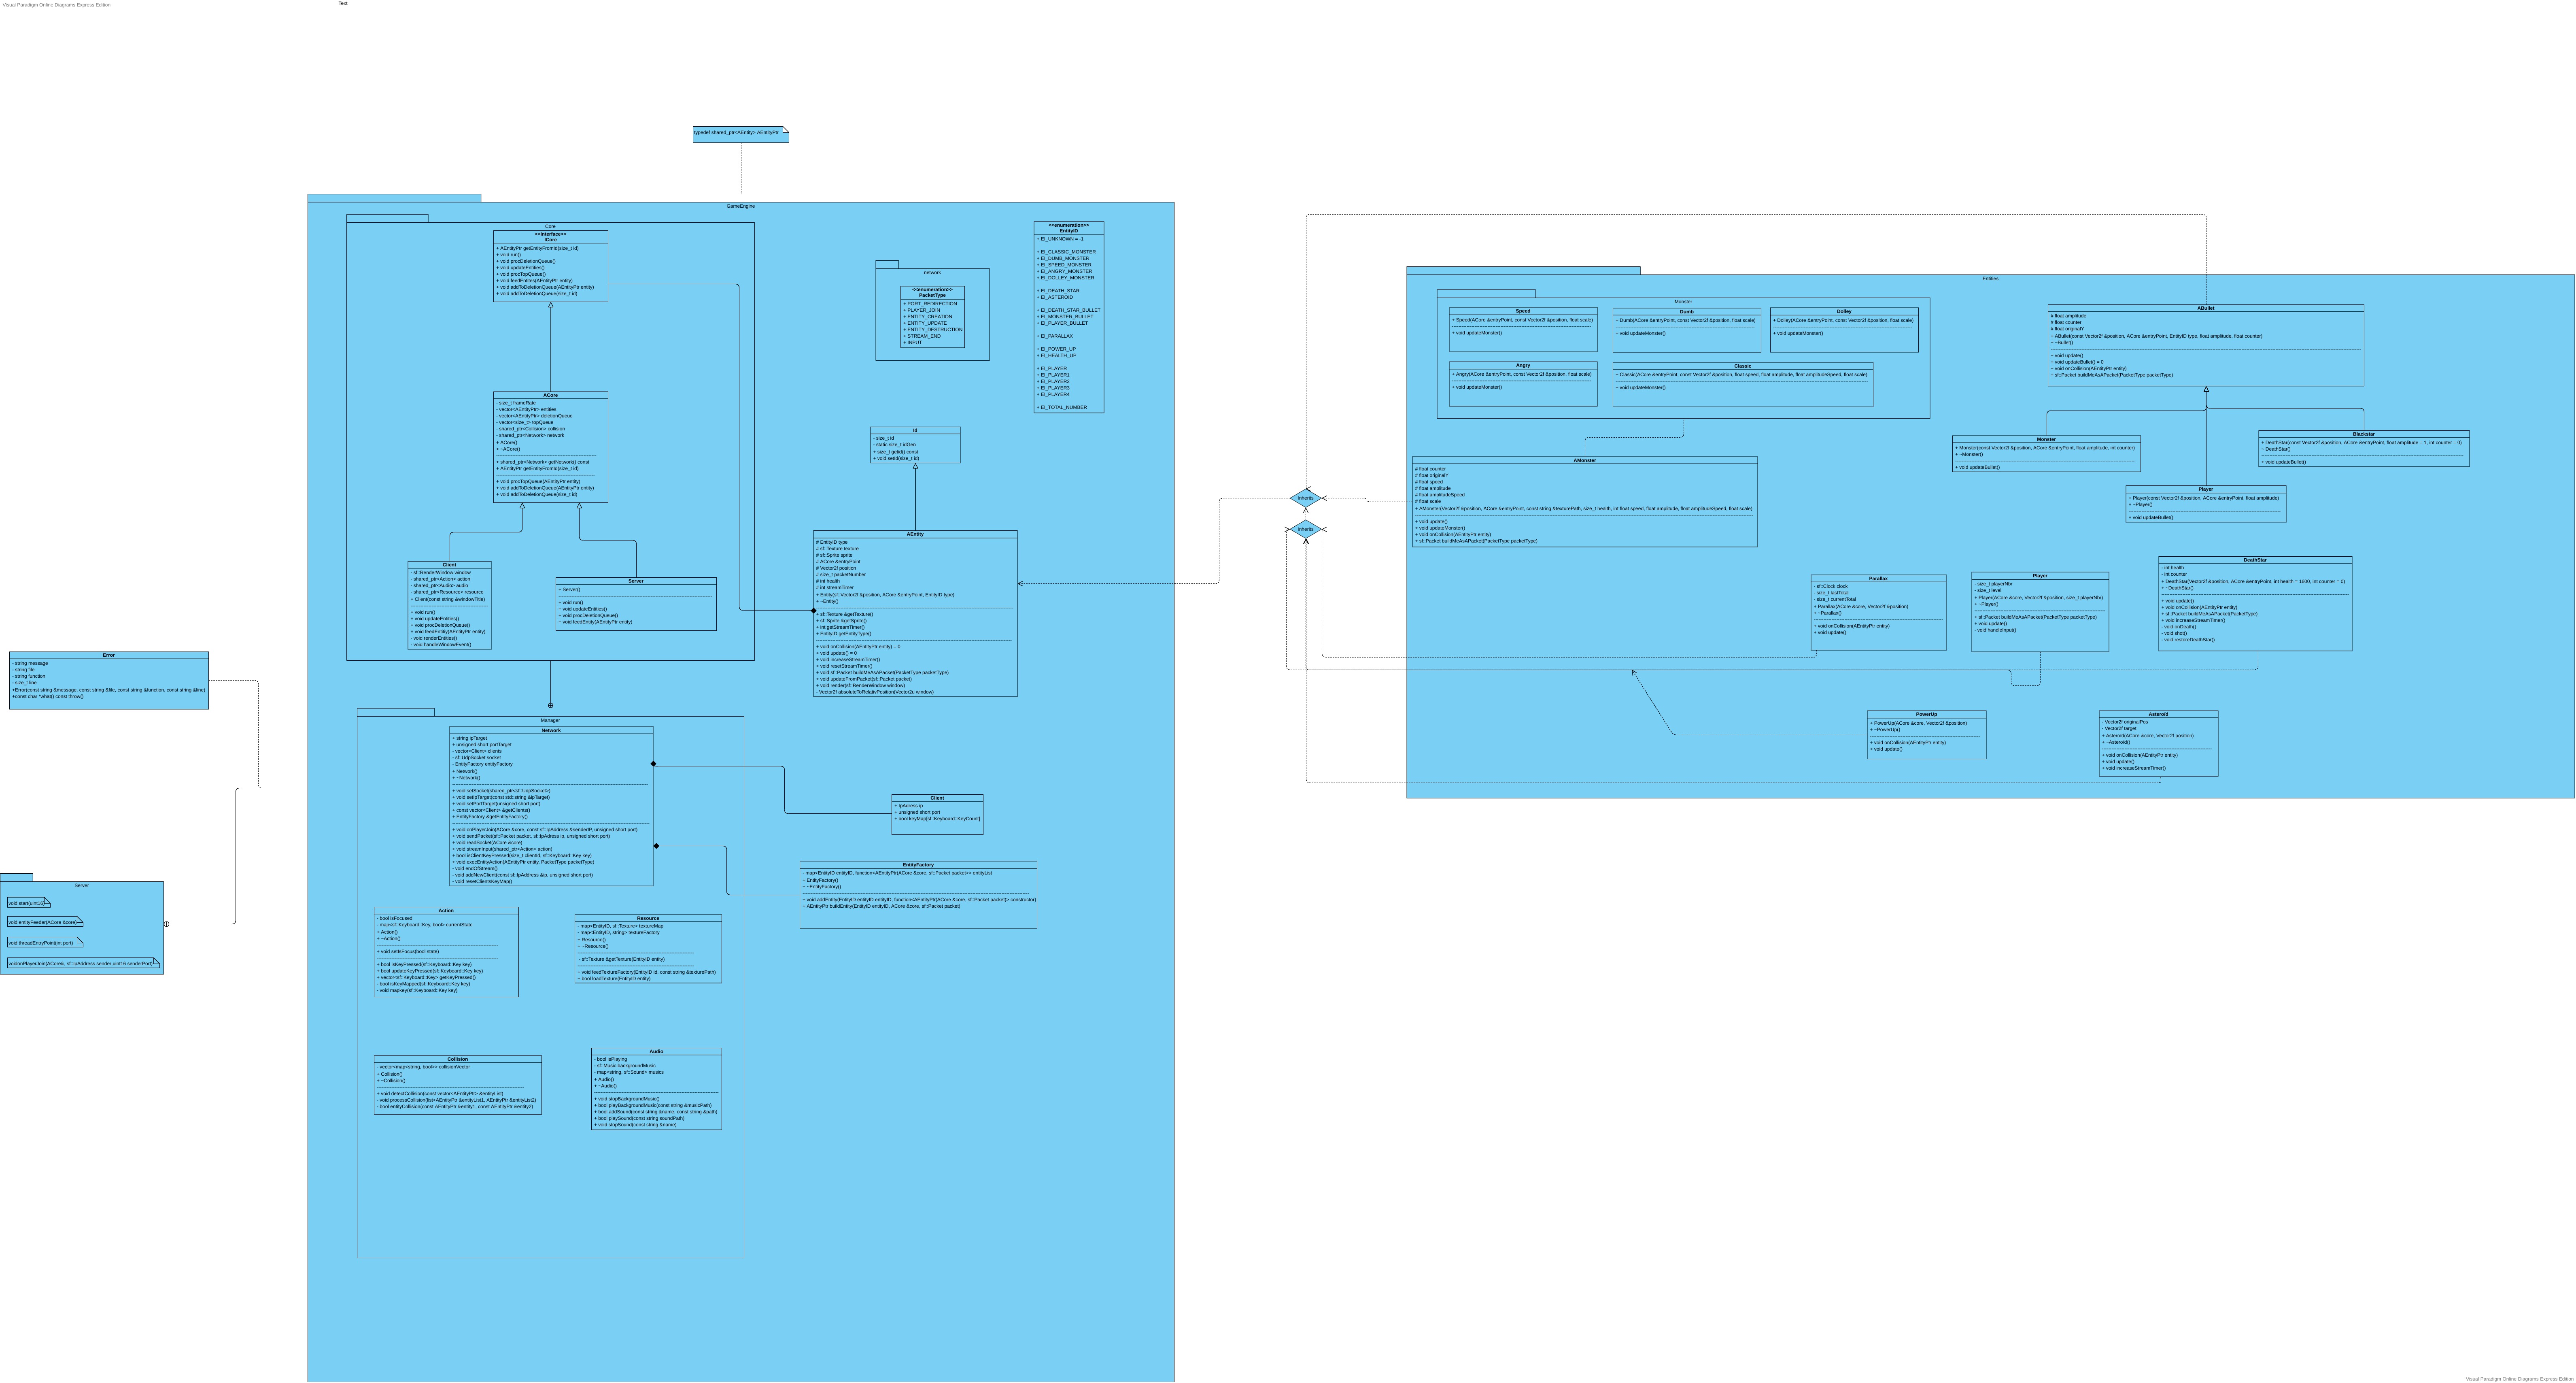 Visual Paradigm Online Diagrams Express Edition
Text
typedef shared_ptr<AEntity> AEntityPtr
GameEngine
Core
<<Interface>>
ICore
+ AEntityPtr getEntityFromId(size_t id)
+ void run()
+ void procDeletionQueue()
+ void updateEntities()
+ void procTopQueue()
+ void feedEntites(AEntityPtr entity)
+ void addToDeletionQueue(AEntityPtr entity)
+ void addToDeletionQueue(size_t id)
ACore
- size_t frameRate
- vector<AEntityPtr> entities
- vector<AEntityPtr> deletionQueue
- vector<size_t> topQueue
- shared_ptr<Collision> collision
- shared_ptr<Network> network
+ ACore()
+ ~ACore()
+ shared_ptr<Network> getNetwork() const
+ AEntityPtr getEntityFromId(size_t id)
+ void procTopQueue(AEntityPtr entity)
+ void addToDeletionQueue(AEntityPtr entity)
+ void addToDeletionQueue(size_t id)
Client
- sf::RenderWindow window
- shared_ptr<Action> action
- shared_ptr<Audio> audio
- shared_ptr<Resource> resource
+ Client(const string &windowTitle)
+ void run()
+ void updateEntities()
+ void procDeletionQueue()
+ void feedEntity(AEntityPtr entity)
- void renderEntities()
- void handleWindowEvent()
Server
+ Server()
+ void run()
+ void updateEntities()
+ void procDeletionQueue()
+ void feedEntity(AEntityPtr entity)
network
<<enumeration>>
PacketType
+ PORT_REDIRECTION
+ PLAYER_JOIN
+ ENTITY_CREATION
+ ENTITY_UPDATE
+ ENTITY_DESTRUCTION
+ STREAM_END
+ INPUT
<<enumeration>>
EntityID
+ EI_UNKNOWN = -1
+ EI_CLASSIC_MONSTER
+ EI_DUMB_MONSTER
+ EI_SPEED_MONSTER
+ EI_ANGRY_MONSTER
+ EI_DOLLEY_MONSTER
+ EI_DEATH_STAR
+ EI_ASTEROID
+ EI_DEATH_STAR_BULLET
+ EI_MONSTER_BULLET
+ EI_PLAYER_BULLET
+ EI_PARALLAX
+ EI_POWER_UP
+ EI_HEALTH_UP
+ EI_PLAYER
+ EI_PLAYER1
+ EI_PLAYER2
+ EI_PLAYER3
+ EI_PLAYER4
+ EI_TOTAL_NUMBER
Id
- size_t id
- static size_t idGen
+ size_t getId() const
+ void setId(size_t id)
AEntity
# EntityID type
# sf::Texture texture
# sf::Sprite sprite
# ACore &entryPoint
# Vector2f position
# size_t packetNumber
# int health
# int streamTimer
+ Entity(sf::Vector2f &position, ACore &entryPoint, EntityID type)
+ ~Entity()
+ sf::Texture &getTexture()
+ sf::Sprite &getSprite()
+ int getStreamTimer()
+ EntityID getEntityType()
+ void onCollision(AEntityPtr entity) = 0
+ void update = 0
+ void increaseStreamTimer()
+ void resetStreamTimer()
+ void sf::Packet buildMeAsAPacket(PacketType packetType)
+ void updateFromPacket(sf::Packet packet)
+ void render(sf::RenderWindow window)
- Vector2f absoluteToRelativPosition(Vector2u window)
Manager
Network
+ string ipTarget
+ unsigned short portTarget
- vector<Client> clients
- sf::UdpSocket socket
- EntityFactory entityFactory
+ Network()
+ ~Network()
+ void setSocket(shared_ptr<sf::UdpSocket>)
+ void setIpTarget(const std::string &ipTarget)
+ void setPortTarget(unsigned short port)
+ const vector<Client> &getClients()
+ EntityFactory &getEntityFactory()
+ void onPlayerJoin(ACore &core, const sf::IpAddress &senderIP, unsigned short port)
+ void sendPacket(sf::Packet packet, sf::IpAdress ip, unsigned short port)
+ void readSocket(ACore &core)
+ void streamInput(shared_ptr<Action> action)
+ bool isClientKeyPressed(size_t clientId, sf::Keyboard::Key key)
+ void execEntityAction(AEntityPtr entity, PacketType packetType)
- void endOfStream()
- void addNewClient(const sf::IpAddress &ip, unsigned short port)
- void resetClientsKeyMap()
Client
+ IpAdress ip
+ unsigned short port
+ bool keyMap[sf::Keyboard::KeyCount]
EntityFactory
- map<EntityID entityID, function<AEntityPtr(ACore &core, sf::Packet packet>> entityList
+ EntityFactory()
+ ~EntityFactory()
+ void addEntity(EntityID entityID entityID, function<AEntityPtr(ACore &core, sf::Packet packet)> constructor)
+ AEntityPtr buildEntity(EntityID entityID, ACore &core, sf::Packet packet)
Action
- bool isFocused
- map<sf::Keyboard::Key, bool> currentState
+ Action()
+ ~Action()
+ void setIsFocus(bool state)
+ bool isKeyPressed(sf::Keyboard::Key key)
+ bool updateKeyPressed(sf::Keyboard::Key key)
+ vector<sf::Keyboard::Key> getKeyPressed()
- bool isKeyMapped(sf::Keyboard::Key key)
- void mapkey(sf::Keyboard::Key key)
Resource
- map<EntityID, sf::Texture> textureMap
- map<EntityID, string> textureFactory
+ Resource()
+ ~Resource()
- sf::Texture &getTexture(EntityID entity)
+ void feedTextureFactory(EntityID id, const string &texturePath)
+ bool loadTexture(EntityID entity)
Collision
- vector<map<string, bool>> collisionVector
+ Collision()
+ ~Collision()
+ void detectCollision(const vector<AEntityPtr> &entityList)
- void processCollision(list<AEntityPtr &entityList1, AEntityPtr &entityList2)
- bool entityCollision(const AEntityPtr &entity1, const AEntityPtr &entity2)
Audio
- bool isPlaying
- sf::Music backgroundMusic
- map<string, sf::Sound> musics
+ Audio()
+ ~Audio()
+ void stopBackgroundMusic()
+ bool playBackgroundMusic(const string &musicPath)
+ bool addSound(const string &name, const string &path)
+ bool playSound(const string soundPath)
+ void stopSound(const string &name)
Error
- string message
- string file
- string function
- size_t line
+Error(const string &message, const string &file, const string &function, const string &line)
+const char *what() const throw()
Server
void start(uint16)
void entityFeeder(ACore &core)
void threadEntryPoint(int port)
voidonPlayerJoin(ACore&, sf::IpAddress sender,uint16 senderPort)
Inherits
Inherits
Entities
Monster
Speed
+ Speed(ACore &entryPoint, const Vector2f &position, float scale)
+ void updateMonster()
Dumb
+ Dumb(ACore &entryPoint, const Vector2f &position, float scale)
+ void updateMonster()
Dolley
+ Dolley(ACore &entryPoint, const Vector2f &position, float scale)
+ void updateMonster()
Angry
+ Angry(ACore &entryPoint, const Vector2f &position, float scale)
+ void updateMonster()
Classic
+ Classic(ACore &entryPoint, const Vector2f &position, float speed, float amplitude, float amplitudeSpeed, float scale)
+ void updateMonster()
AMonster
# float counter
# float originalY
# float speed
# float amplitude
# float amplitudeSpeed
# float scale
+ AMonster(Vector2f &position, ACore &entryPoint, const string &texturePath, size_t health, int float speed, float amplitude, float amplitudeSpeed, float scale)
+ void update()
+ void updateMonster()
+ void onCollision(AEntityPtr entity)
+ sf::Packet buildMeAsAPacket(PacketType packetType)
ABullet
# float amplitude
# float counter
# float originalY
+ ABullet(const Vector2f &position, ACore &entryPoint, EntityID type, float amplitude, float counter)
+ ~Bullet()
+ void update()
+ void updateBullet() = 0
+ void onCollision(AEntityPtr entity)
+ sf::Packet buildMeAsAPacket(PacketType packetType)
Monster
+ Monster(const Vector2f &position, ACore &entryPoint, float amplitude, int counter)
+ ~Monster()
+ void updateBullet()
Blackstar
+ DeathStar(const Vector2f &position, ACore &entryPoint, float amplitude = 1, int counter = 0)
~ DeathStar()
+ void updateBullet()
Player
+ Player(const Vector2f &position, ACore &entryPoint, float amplitude)
+ ~Player()
+ void updateBullet()
Parallax
- sf::Clock clock
- size_t lastTotal
- size_t currentTotal
+ Parallax(ACore &core, Vector2f &position)
+ ~Parallax()
+ void onCollision(AEntityPtr entity)
+ void update()
Player
- size_t playerNbr
- size_t level
+ Player(ACore &core, Vector2f &position, size_t playerNbr)
+ ~Player()
+ sf::Packet buildMeAsAPacket(PacketType packetType)
+ void update()
- void handleInput()
DeathStar
- int health
- int counter
+ DeathStar(Vector2f &position, ACore &entryPoint, int health = 1600, int counter = 0)
+ ~DeathStar()
+ void update()
+ void onCollision(AEntityPtr entity)
+ sf::Packet buildMeAsAPacket(PacketType packetType)
+ void increaseStreamTimer()
- void onDeath()
- void shot()
- void restoreDeathStar()
PowerUp
+ PowerUp(ACore &core, Vector2f &position)
+ ~PowerUp()
+ void onCollision(AEntityPtr entity)
+ void update()
Asteroid
- Vector2f originalPos
- Vector2f target
+ Asteroid(ACore &core, Vector2f position)
+ ~Asteroid()
+ void onCollision(AEntityPtr entity)
+ void update()
+ void increaseStreamTimer()
Visual Paradigm Online Diagrams Express Edition